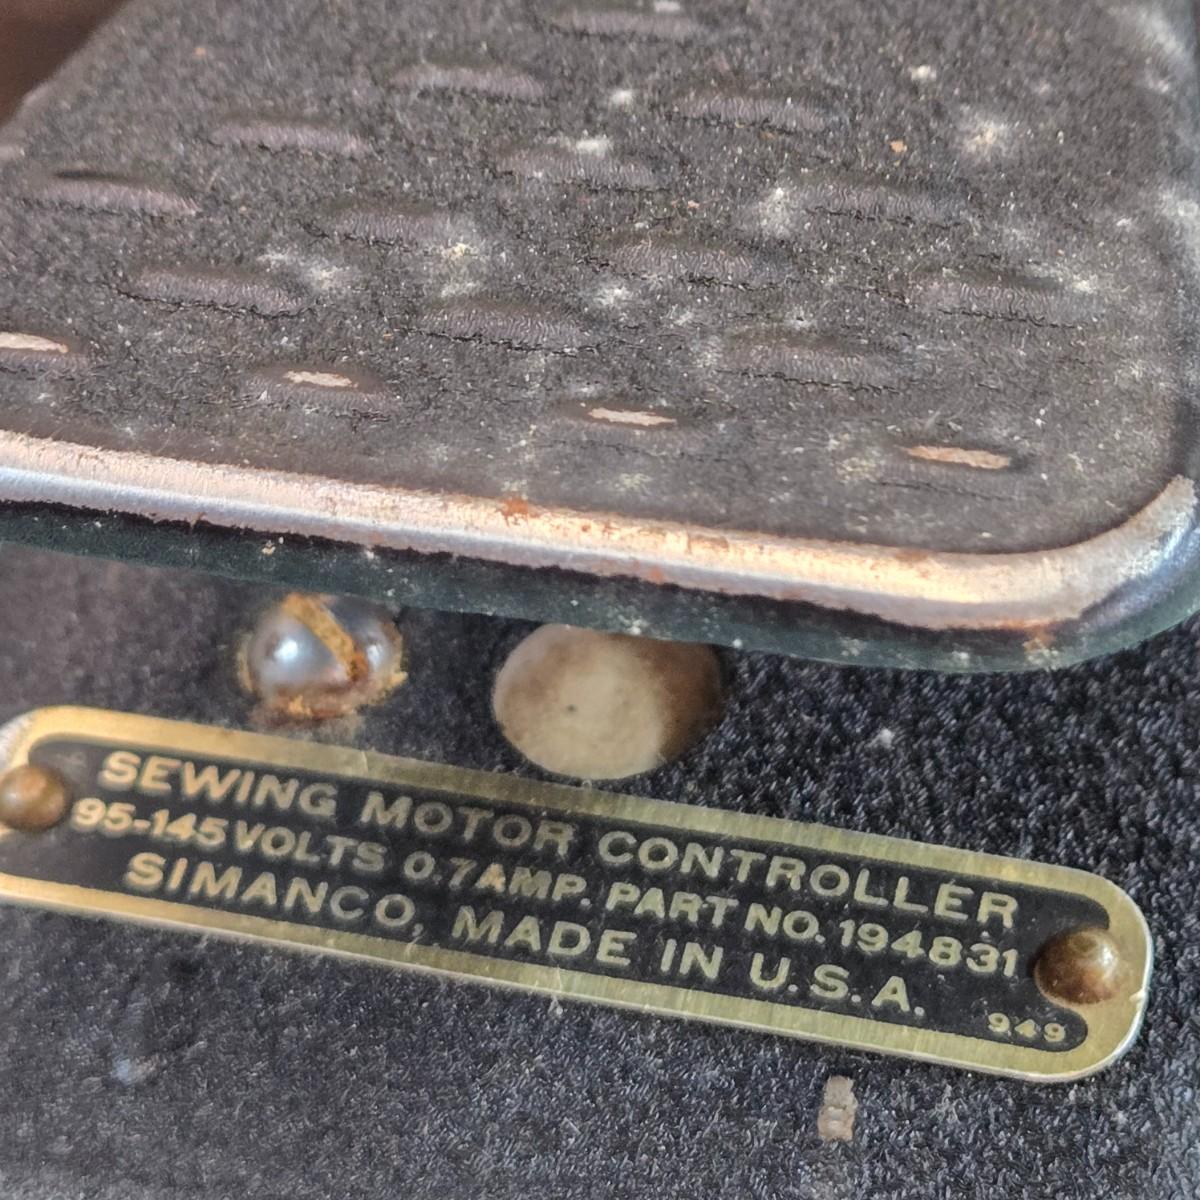 SEWING MOTOR CONTROLLER
95-145 VOLTS 0.7 AMP. PART NO. 194831
SIMANCO, MADE IN U.S.A.
949